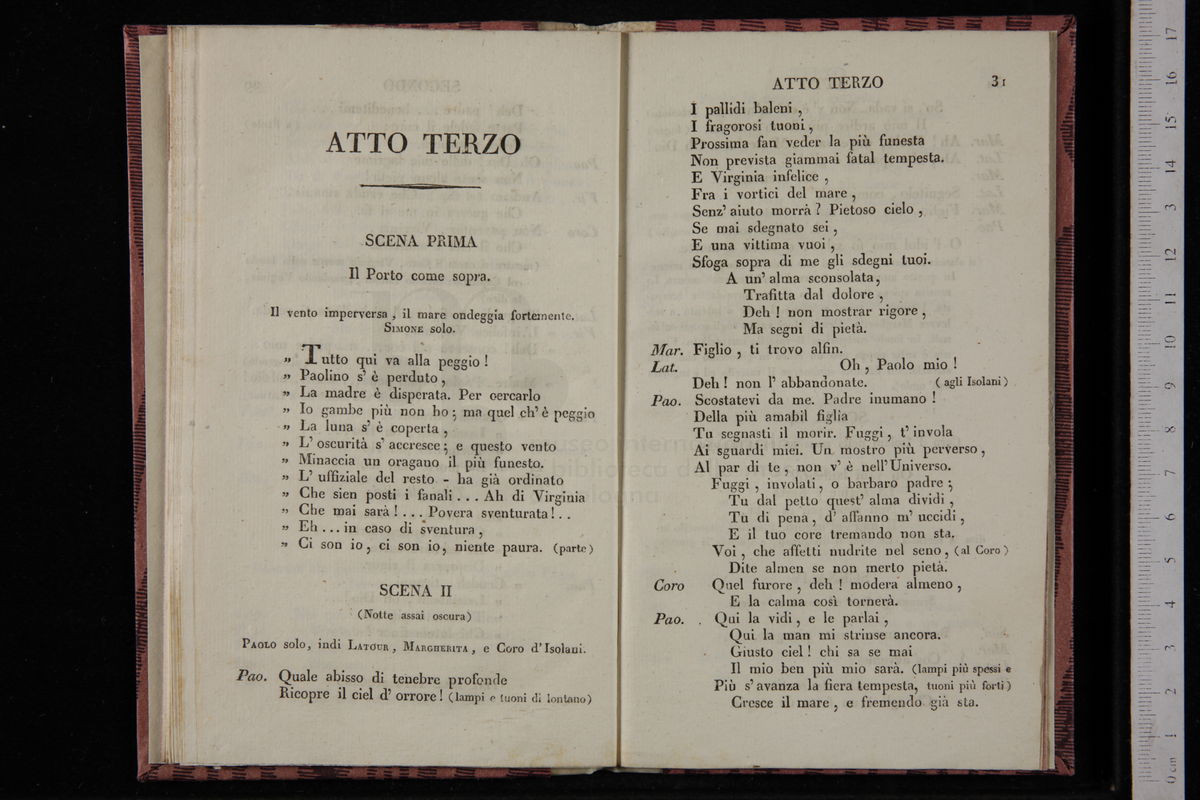 ATTO TERZO
SCENA PRIMA
Il Porto come sopra.
Il vento imperversa , il mare ondeggia fortemente.
SIMONE solo.
„ Tutto qui va alla peggio !
„ Paolino s' è perduto ,
„ La madre è disperata. Per cercarlo
„ Io gambe più non ho ; ma quel ch' è peggio
„ La luna s' è coperta ,
„ L' oscurità s' accresce ; e questo vento
„ Minaccia un oragano il più funesto.
„ L' uffiziale del resto - ha già ordinato
„ Che sien posti i fanali . . . Ah di Virginia
„ Che mai sarà ! . . . Povera sventurata ! . .
„ Eh . . . in caso di sventura ,
„ Ci son io , ci son io , niente paura. (parte)
SCENA II
(Notte assai oscura)
PAOLO solo, indi LATOUR , MARGHERITA , e Coro d' Isolani.
Pao. Quale abisso di tenebre profonde
Ricopre il ciel d' orrore ! (lampi e tuoni di lontano)
ATTO TERZO 31
I pallidi baleni ,
I fragorosi tuoni ,
Prossima fan veder la più funesta
Non prevista giammai fatal tempesta.
E Virginia infelice ,
Fra i vortici del mare ,
Senz' aiuto morrà ? Pietoso cielo ,
Se mai sdegnato sei ,
E una vittima vuoi ,
Sfoga sopra di me gli sdegni tuoi.
A un' alma sconsolata ,
Trafitta dal dolore ,
Deh ! non mostrar rigore ,
Ma segni di pietà.
Mar. Figlio , ti trovo alfin.
Lat. Oh , Paolo mio !
Deh ! non l' abbandonate. ( agli Isolani )
Pao. Scostatevi da me. Padre inumano !
Della più amabil figlia
Tu segnasti il morir. Fuggi , t' invola
Ai sguardi miei. Un mostro più perverso ,
Al par di te , non v' è nell' Universo.
Fuggi , involati , o barbaro padre ;
Tu dal petto quest' alma dividi ,
Tu di pena , d' affanno m' uccidi ,
E il tuo core tremando non sta.
Voi , che affetti nudrite nel seno , (al Coro )
Dite almen se non merto pietà.
Coro Quel furore , deh ! modera almeno ,
E la calma così tornerà.
Pao. Qui la vidi , e le parlai ,
Qui la man mi strinse ancora.
Giusto ciel ! chi sa se mai
Il mio ben più mio sarà. (lampi più spessi e
Più s' avanza la fiera tempesta, tuoni più forti )
Cresce il mare , e fremendo già sta.